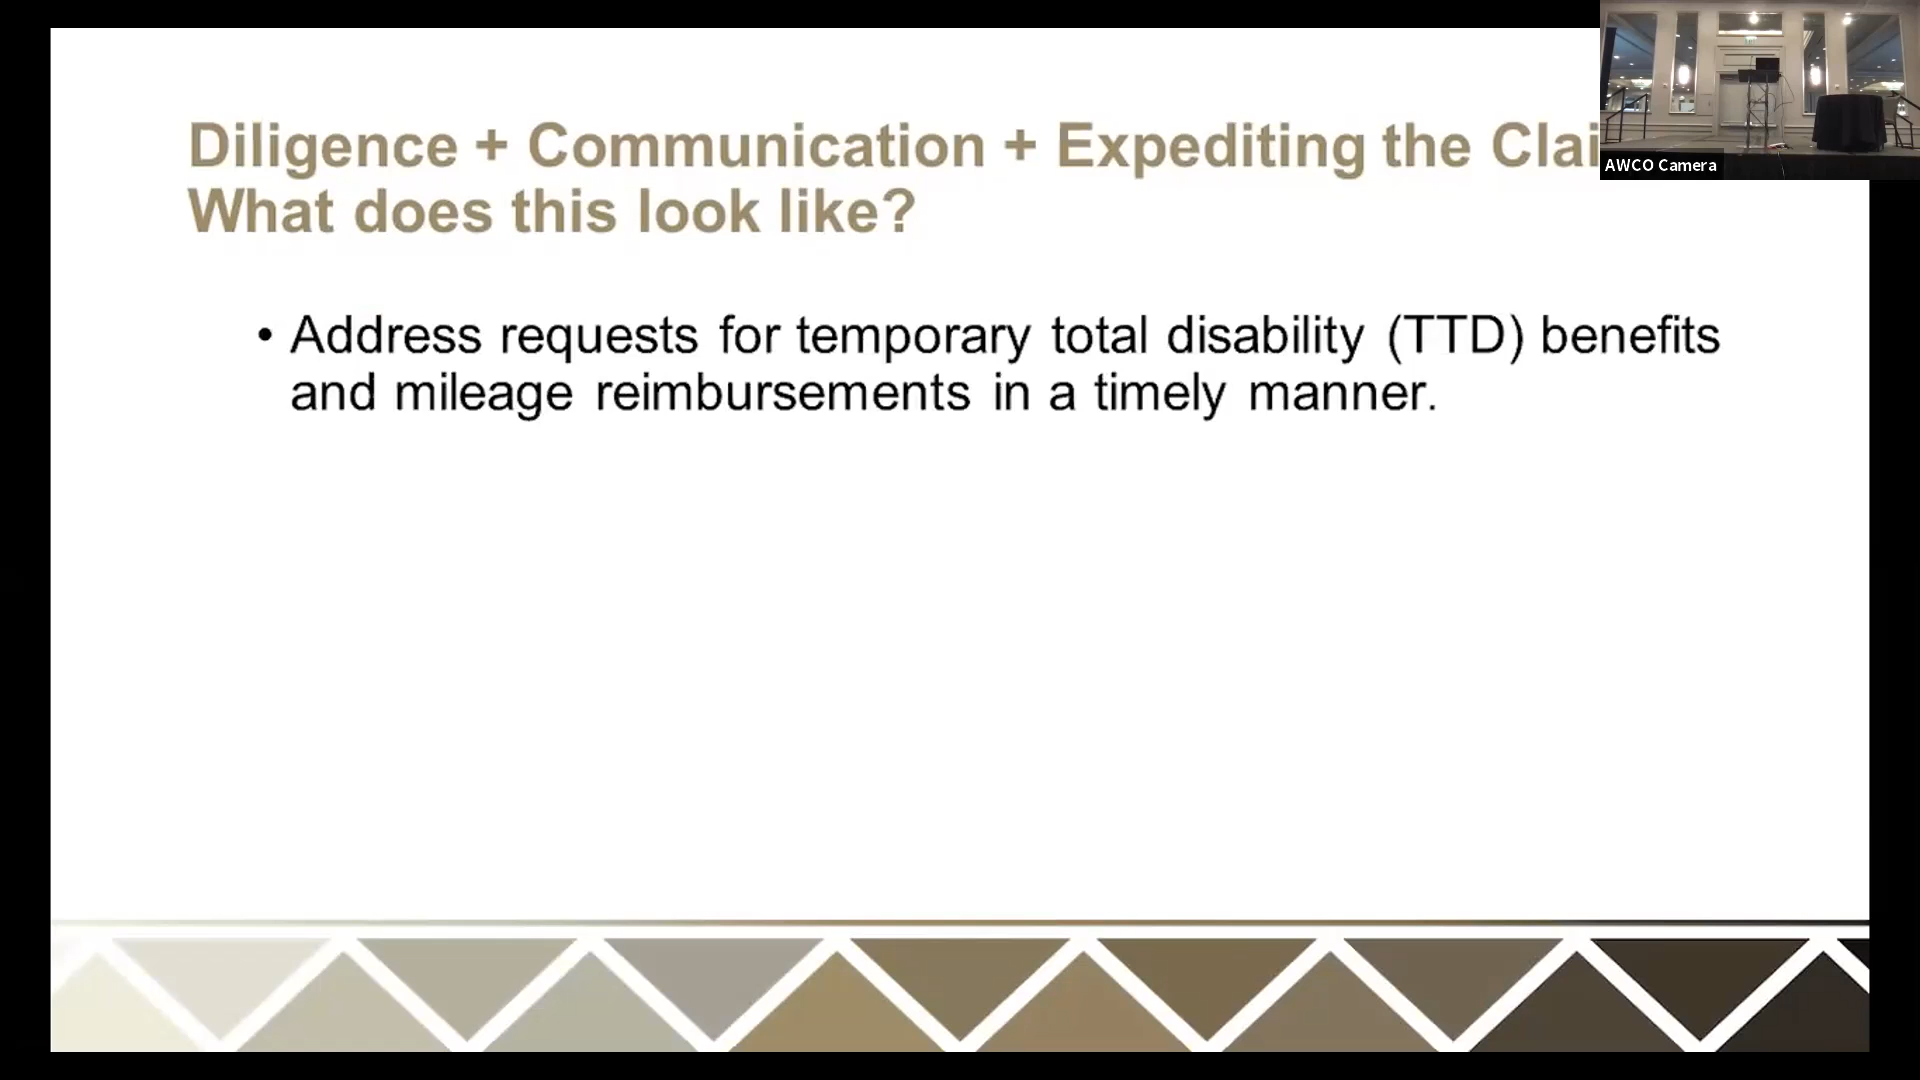 Diligence + Communication + Expediting the Clai
What does this look like?
• Address requests for temporary total disability (TTD) benefits
and mileage reimbursements in a timely manner.
AWCO Camera